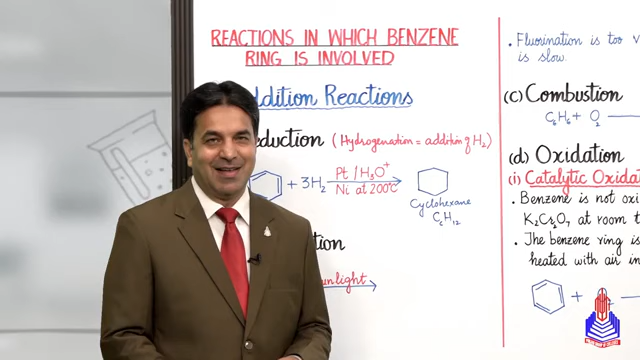 REACTIONS IN WHICH BENZENE
RING IS INVOLVED
ddition Reactions
eduction (Hydrogenation = addition of H₂)
+ 3H₂
Pt / H₃O⁺
Ni at 200℃
Cyclohexane
C₆H₁₂
tion
sunlight
• Fluorination is too v
is slow.
(c) Combustion
C₆H₆ + O₂
(d) Oxidation
(i) Catalytic Oxidat
• Benzene is not oxi
K₂Cr₂O₇ at room t
• The benzene ring is
heated with air in
+